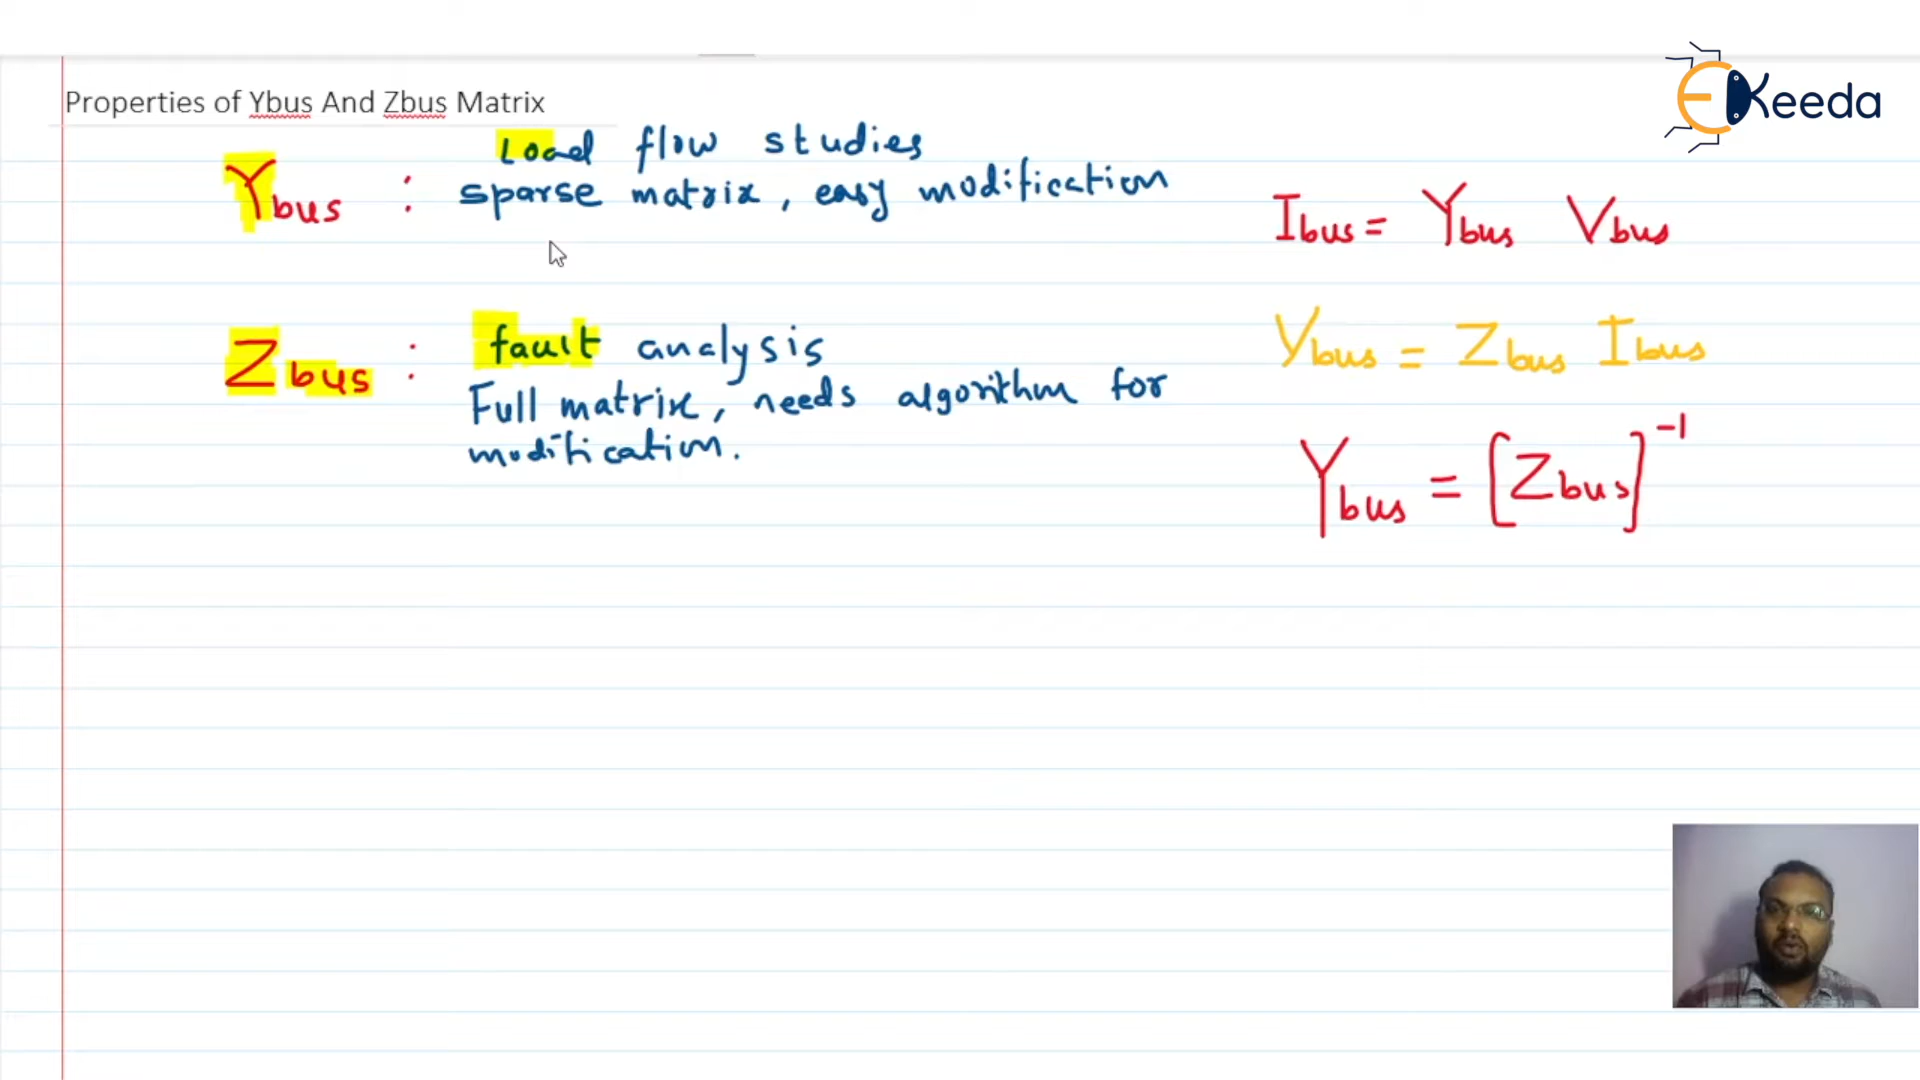 EKeeda
Properties of Ybus And Zbus Matrix
Load flow studies
Ybus : sparse matrix, easy modification
Ibus = Ybus Vbus
Zbus : fault analysis
Full matrix, needs algorithm for
modification.
Vbus = Zbus Ibus
Ybus = [Zbus]⁻¹